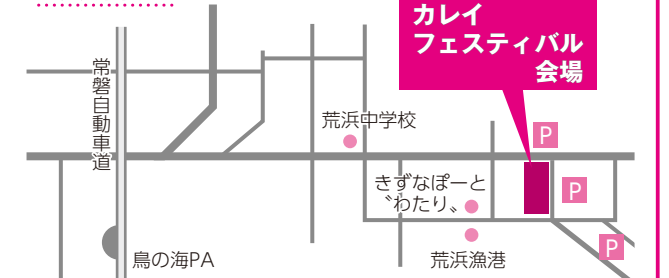 カレイ
フェスティバル
会場
常磐自動車道
荒浜中学校
P
きずなぽーと
〝わたり〟
P
鳥の海PA
荒浜漁港
P